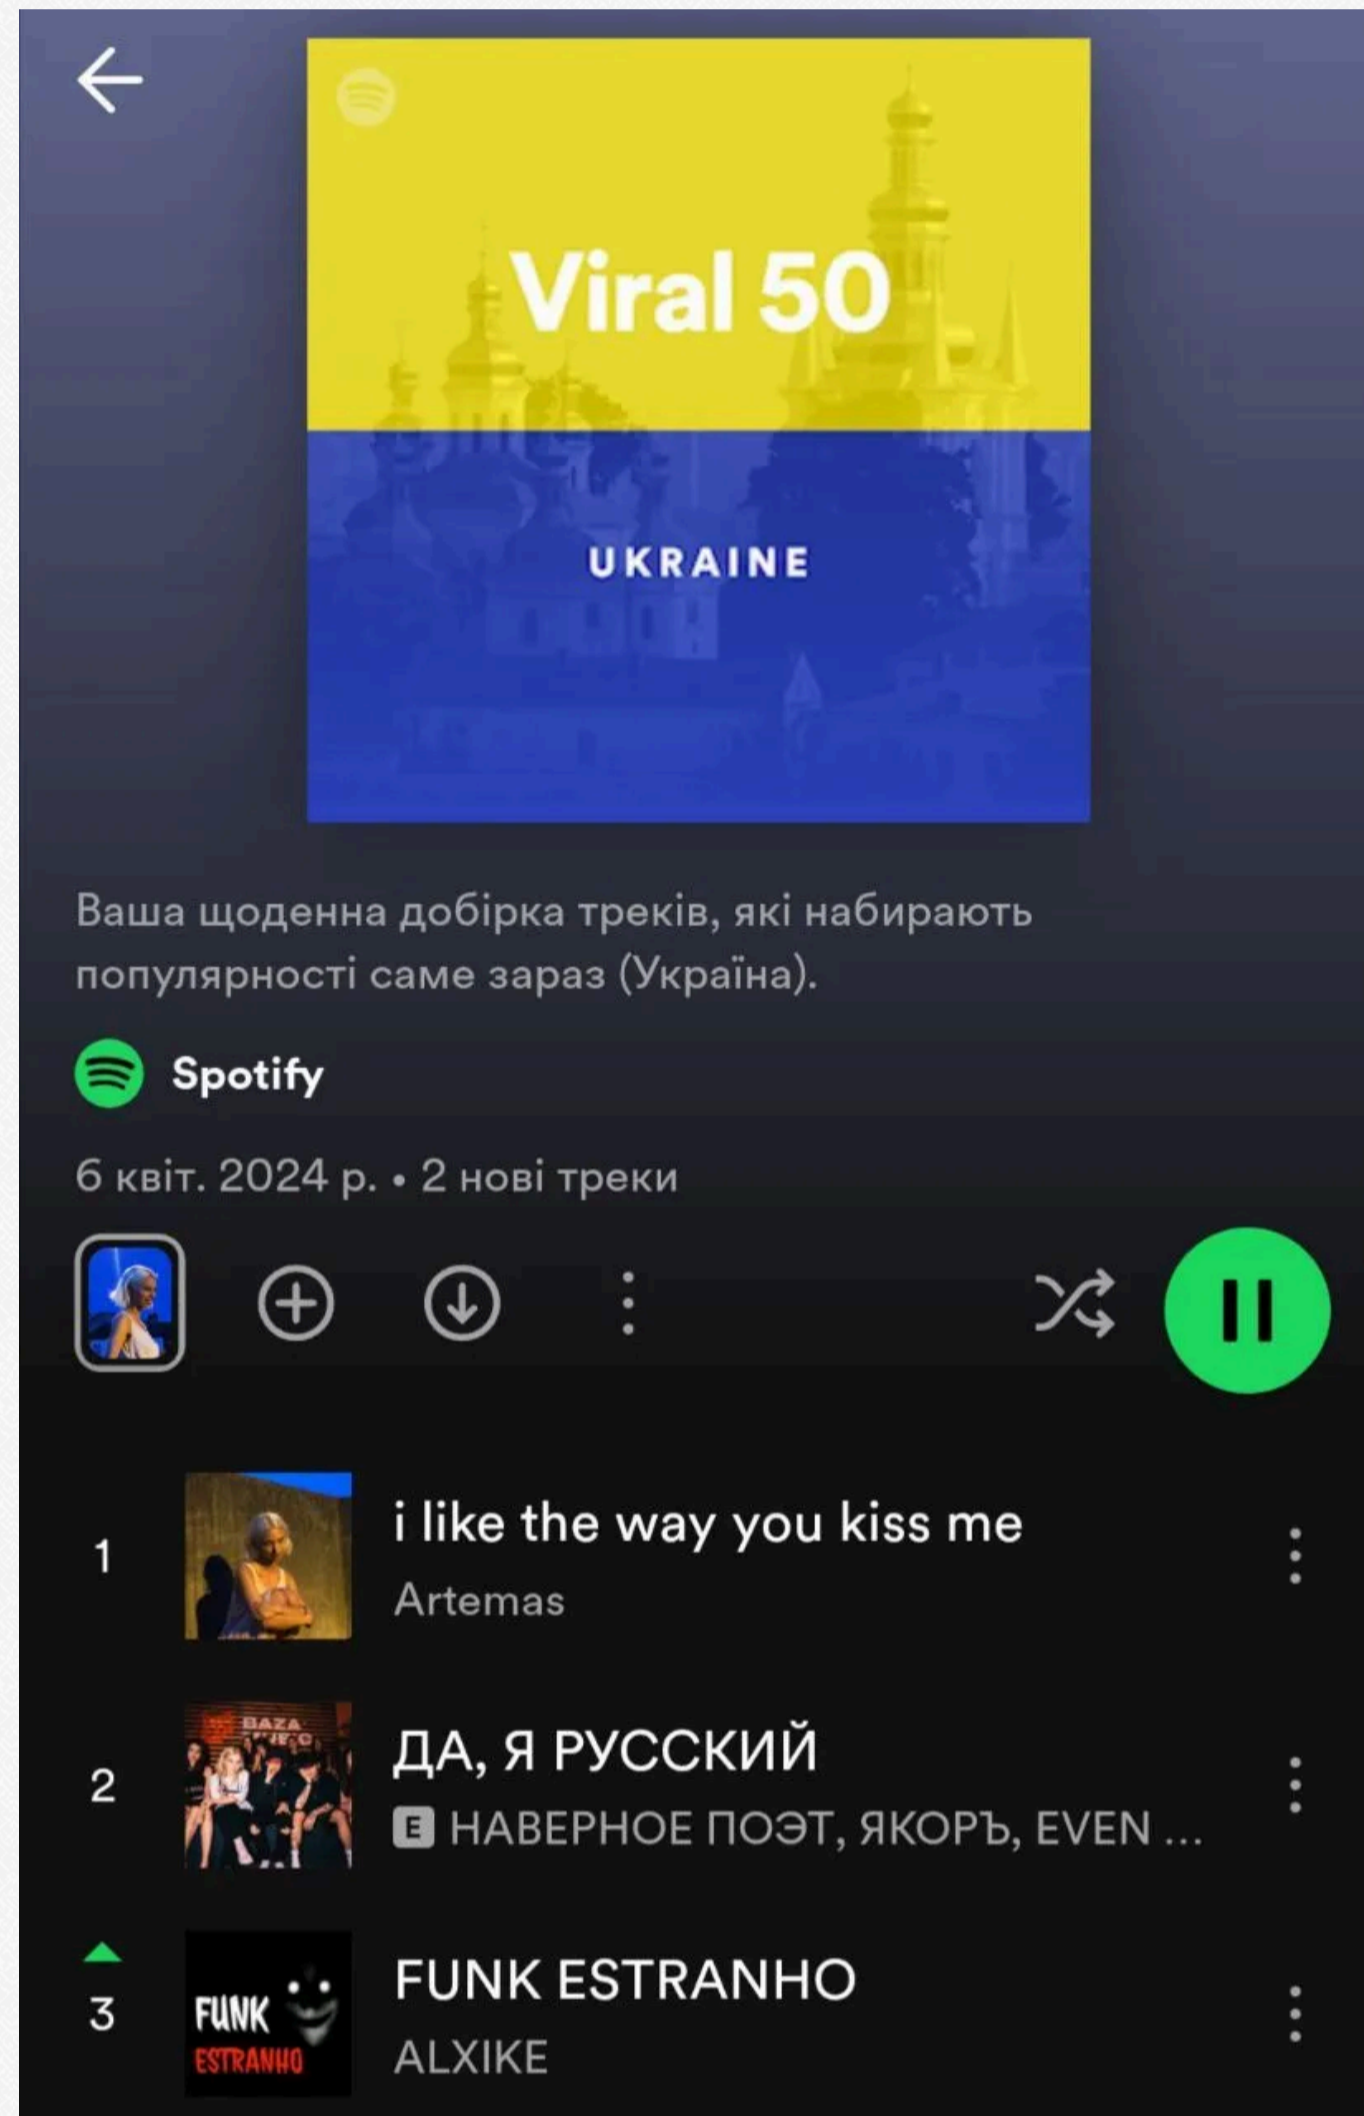 Viral 50
UKRAINE
Ваша щоденна добірка треків, які набирають
популярності саме зараз (Україна).
Spotify
6 квіт. 2024 р. • 2 нові треки
1
i like the way you kiss me
Artemas
2
BAZA
MUSIC
ДА, Я РУССКИЙ
E НАВЕРНОЕ ПОЭТ, ЯКОРЪ, EVEN ...
3
FUNK
ESTRANHO
FUNK ESTRANHO
ALXIKE